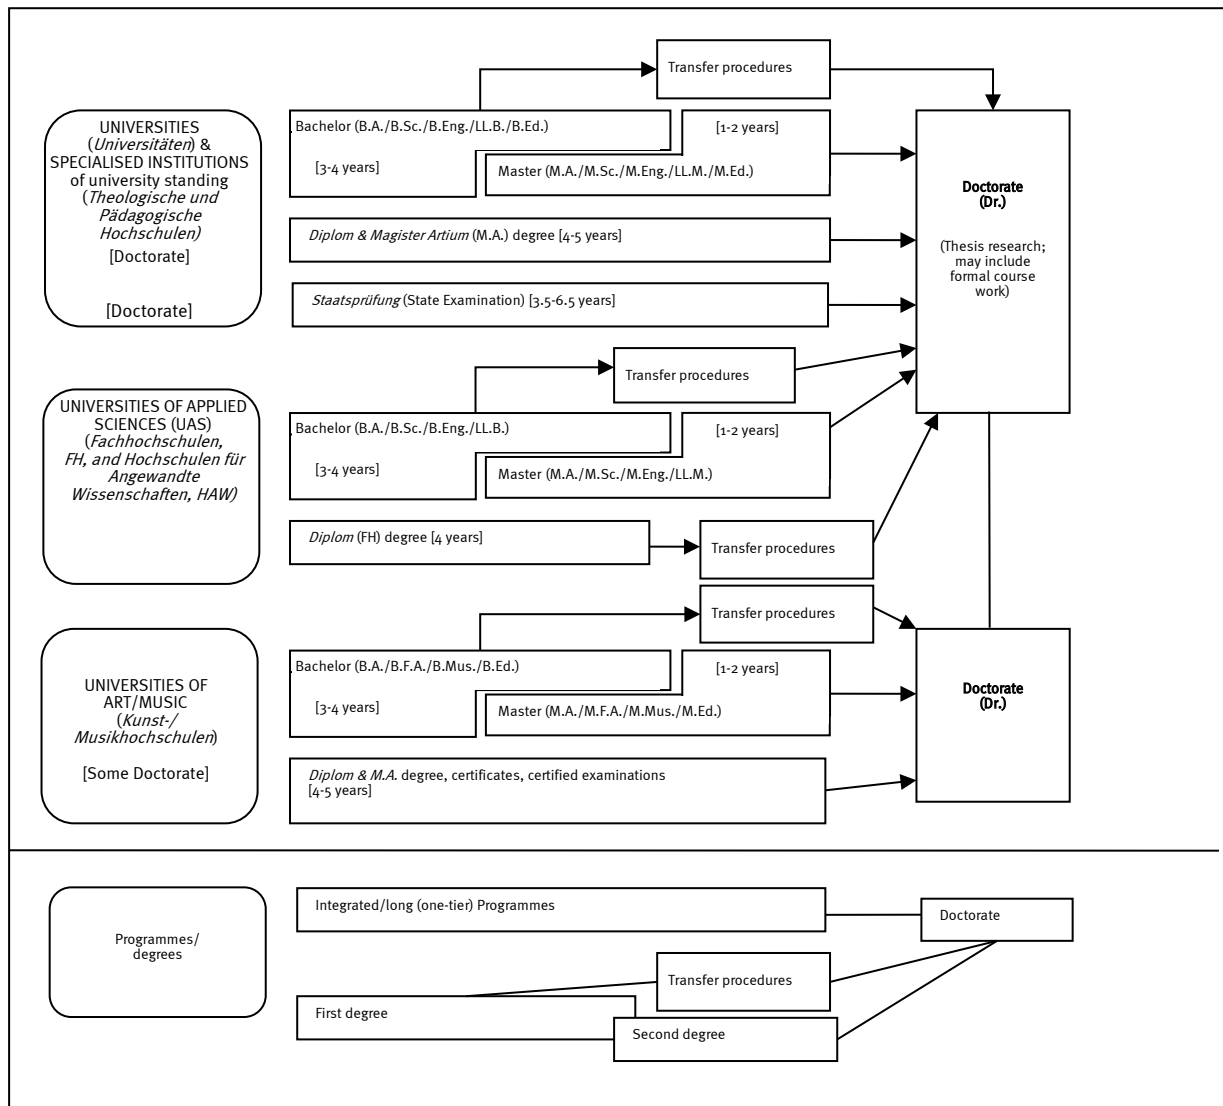 Transfer procedures
UNIVERSITIES
(Universitäten) &
SPECIALISED INSTITUTIONS
of university standing
(Theologische und
Pädagogische
Hochschulen)
[Doctorate]
[Doctorate]
Bachelor (B.A./B.Sc./B.Eng./LL.B./B.Ed.)
[3-4 years]
[1-2 years]
Master (M.A./M.Sc./M.Eng./LL.M./M.Ed.)
Diplom & Magister Artium (M.A.) degree [4-5 years]
Staatsprüfung (State Examination) [3.5-6.5 years]
Doctorate
(Dr.)
(Thesis research;
may include
formal course
work)
Transfer procedures
UNIVERSITIES OF APPLIED
SCIENCES (UAS)
(Fachhochschulen,
FH, and Hochschulen für
Angewandte
Wissenschaften, HAW)
Bachelor (B.A./B.Sc./B.Eng./LL.B.)
[3-4 years]
[1-2 years]
Master (M.A./M.Sc./M.Eng./LL.M.)
Diplom (FH) degree [4 years]
Transfer procedures
Transfer procedures
UNIVERSITIES OF
ART/MUSIC
(Kunst-/
Musikhochschulen)
[Some Doctorate]
Bachelor (B.A./B.F.A./B.Mus./B.Ed.)
[3-4 years]
[1-2 years]
Master (M.A./M.F.A./M.Mus./M.Ed.)
Diplom & M.A. degree, certificates, certified examinations
[4-5 years]
Doctorate
(Dr.)
Programmes/
degrees
Integrated/long (one-tier) Programmes
Doctorate
Transfer procedures
First degree
Second degree